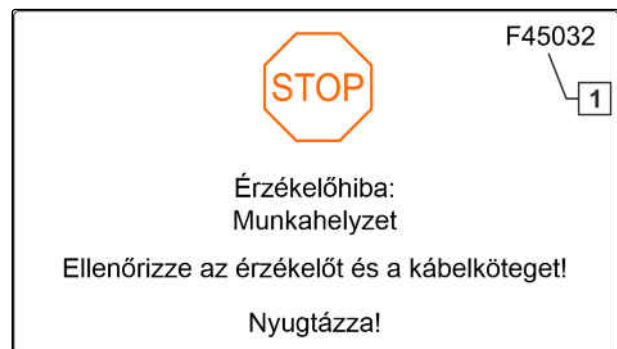 F45032
1
STOP
Érzékelőhiba:
Munkahelyzet
Ellenőrizze az érzékelőt és a kábelköteget!
Nyugtázza!